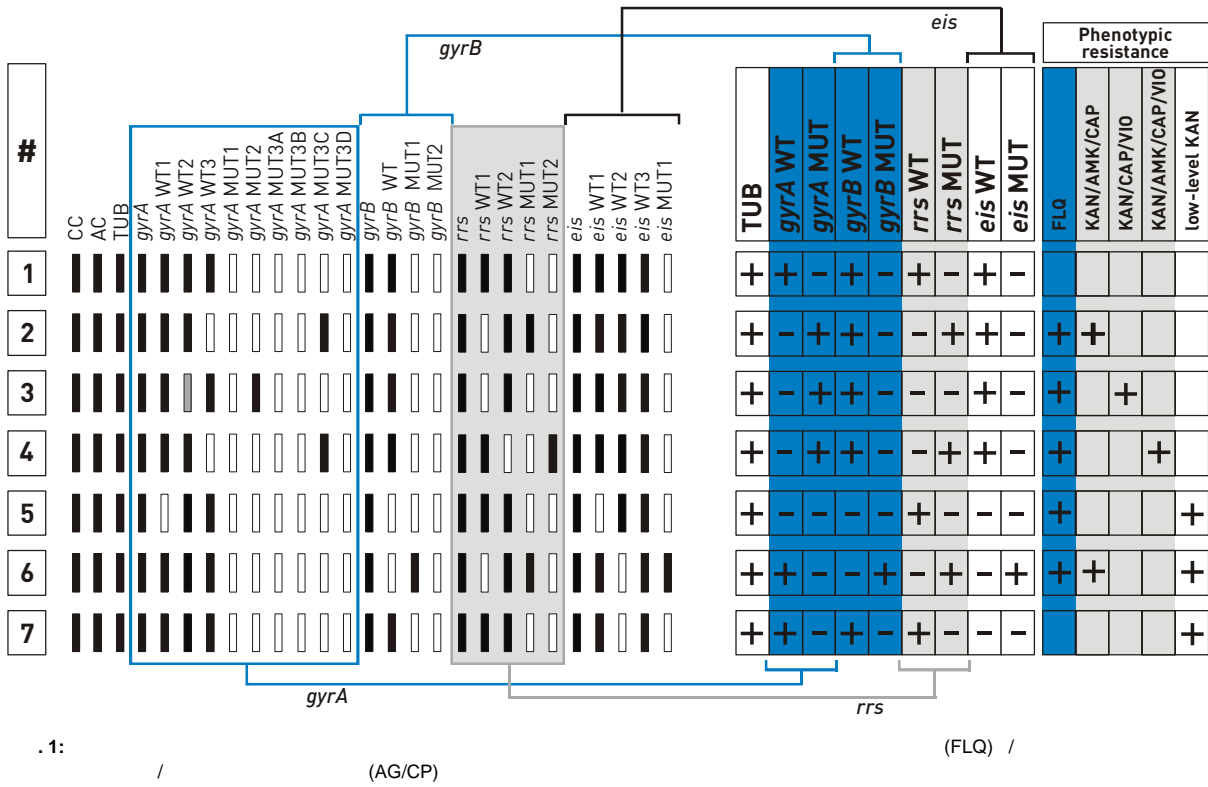 gyrB
eis
Phenotypic
resistance
#
CC
AC
TUB
gyrA
gyrA WT1
gyrA WT2
gyrA WT3
gyrA MUT1
gyrA MUT2
gyrA MUT3A
gyrA MUT3B
gyrA MUT3C
gyrA MUT3D
gyrB
gyrB WT
gyrB MUT1
gyrB MUT2
rrs
rrs WT1
rrs WT2
rrs MUT1
rrs MUT2
eis
eis WT1
eis WT2
eis WT3
eis MUT1
TUB
gyrA WT
gyrA MUT
gyrB WT
gyrB MUT
rrs WT
rrs MUT
eis WT
eis MUT
FLQ
KAN/AMK/CAP
KAN/CAP/VIO
KAN/AMK/CAP/VIO
low-level KAN
1 + + − + − + − + −
2 + − + + − − + + − + +
3 + − + + − − − + − + +
4 + − + + − − + + − + +
5 + − − − − + − − − + +
6 + + − − + − + − + + + +
7 + + − + − + − − − +
gyrA
rrs
. 1: (FLQ) /
/ (AG/CP)